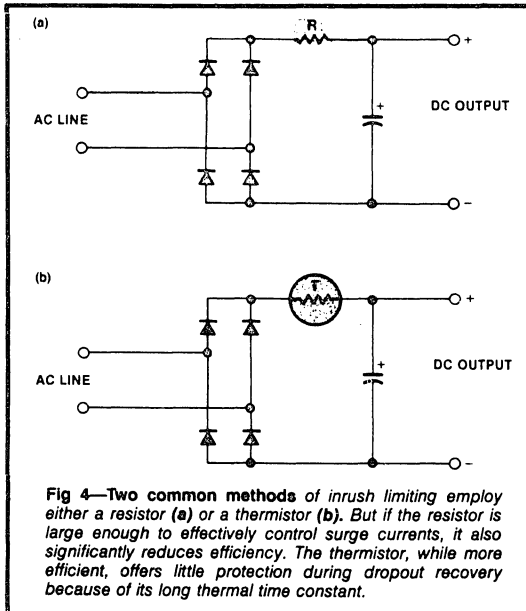 (a)
R
+
AC LINE
+
DC OUTPUT
−
(b)
T
+
AC LINE
+
DC OUTPUT
−
Fig 4—Two common methods of inrush limiting employ
either a resistor (a) or a thermistor (b). But if the resistor is
large enough to effectively control surge currents, it also
significantly reduces efficiency. The thermistor, while more
efficient, offers little protection during dropout recovery
because of its long thermal time constant.